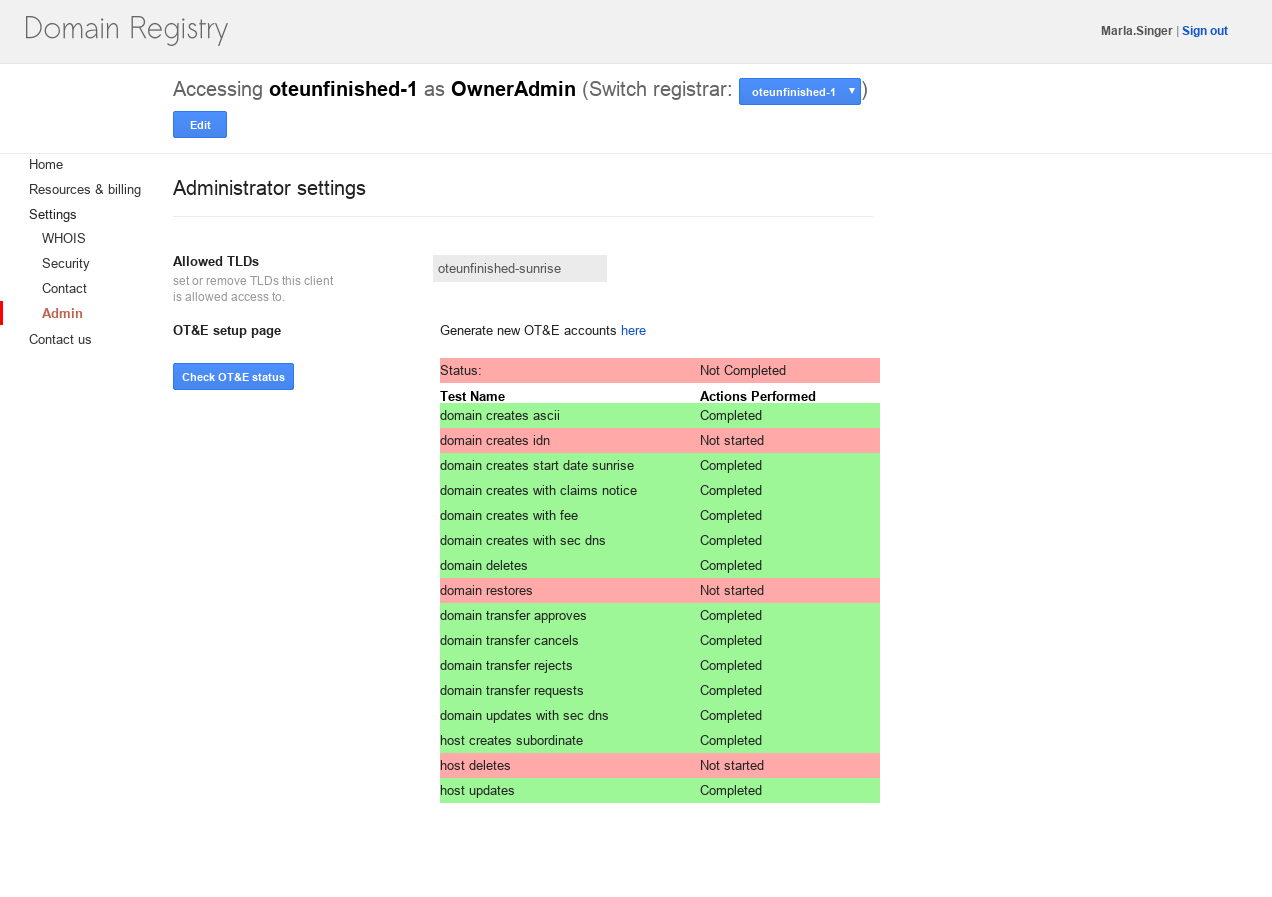 Domain Registry
Marla.Singer | Sign out
Accessing oteunfinished-1 as OwnerAdmin (Switch registrar: oteunfinished-1 ▼)
Edit
Home
Resources & billing
Settings
WHOIS
Security
Contact
Admin
Contact us
Administrator settings
Allowed TLDs
set or remove TLDs this client
is allowed access to.
oteunfinished-sunrise
OT&E setup page
Generate new OT&E accounts here
Check OT&E status
Status: Not Completed
Test Name Actions Performed
domain creates ascii Completed
domain creates idn Not started
domain creates start date sunrise Completed
domain creates with claims notice Completed
domain creates with fee Completed
domain creates with sec dns Completed
domain deletes Completed
domain restores Not started
domain transfer approves Completed
domain transfer cancels Completed
domain transfer rejects Completed
domain transfer requests Completed
domain updates with sec dns Completed
host creates subordinate Completed
host deletes Not started
host updates Completed